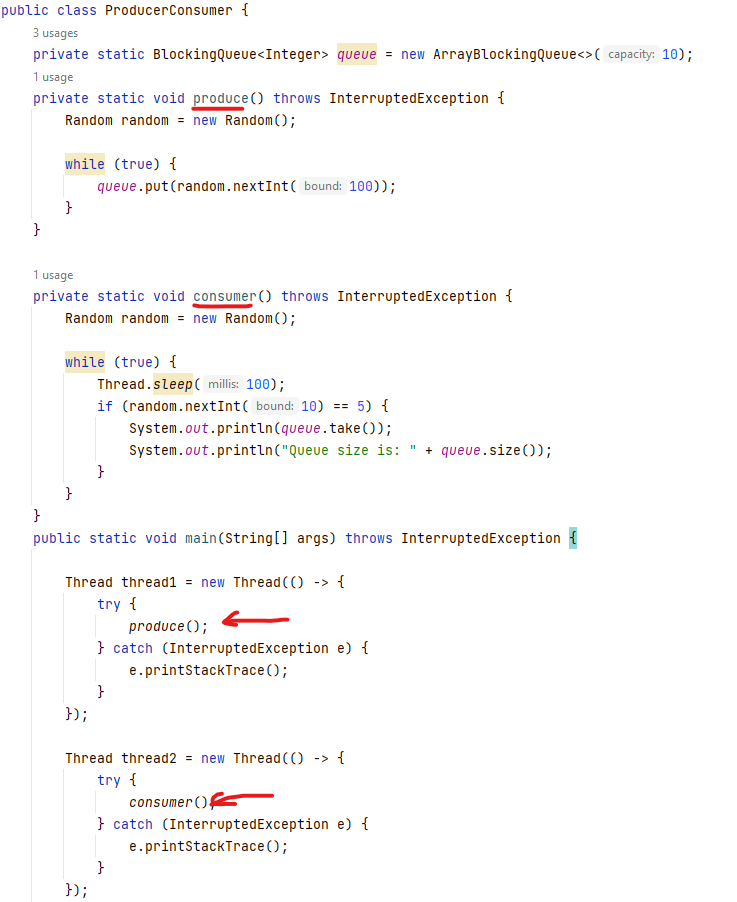 public class ProducerConsumer {
3 usages
private static BlockingQueue<Integer> queue = new ArrayBlockingQueue<>( capacity: 10);
1 usage
private static void produce() throws InterruptedException {
Random random = new Random();
while (true) {
queue.put(random.nextInt( bound: 100));
}
}
1 usage
private static void consumer() throws InterruptedException {
Random random = new Random();
while (true) {
Thread.sleep( millis: 100);
if (random.nextInt( bound: 10) == 5) {
System.out.println(queue.take());
System.out.println("Queue size is: " + queue.size());
}
}
}
public static void main(String[] args) throws InterruptedException {
Thread thread1 = new Thread(() -> {
try {
produce();
} catch (InterruptedException e) {
e.printStackTrace();
}
});
Thread thread2 = new Thread(() -> {
try {
consumer();
} catch (InterruptedException e) {
e.printStackTrace();
}
});